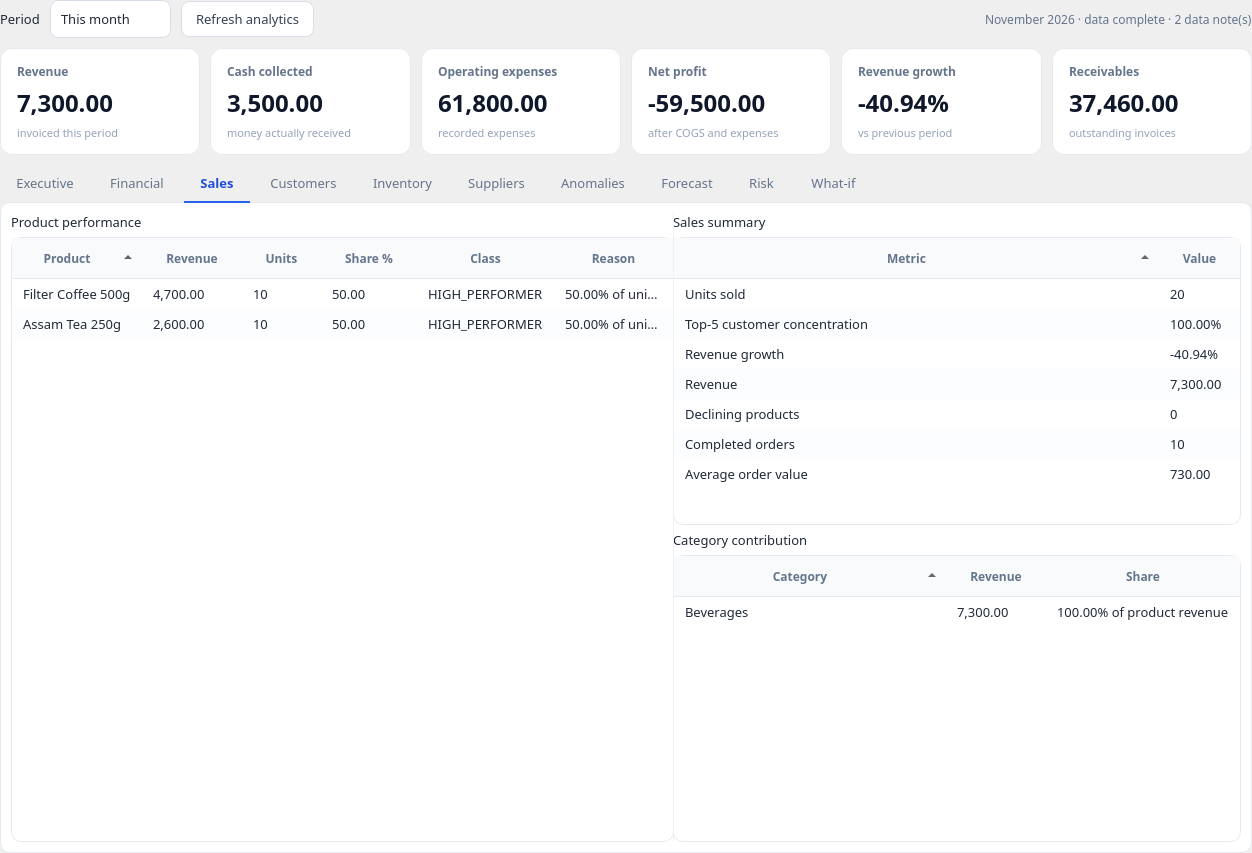 Period This month Refresh analytics November 2026 · data complete · 2 data note(s)
Revenue Cash collected Operating expenses Net profit Revenue growth Receivables
7,300.00 3,500.00 61,800.00 -59,500.00 -40.94% 37,460.00
invoiced this period money actually received recorded expenses after COGS and expenses vs previous period outstanding invoices
Executive Financial Sales Customers Inventory Suppliers Anomalies Forecast Risk What-if
Product performance
Product Revenue Units Share % Class Reason
Filter Coffee 500g 4,700.00 10 50.00 HIGH_PERFORMER 50.00% of uni...
Assam Tea 250g 2,600.00 10 50.00 HIGH_PERFORMER 50.00% of uni...
Sales summary
Metric Value
Units sold 20
Top-5 customer concentration 100.00%
Revenue growth -40.94%
Revenue 7,300.00
Declining products 0
Completed orders 10
Average order value 730.00
Category contribution
Category Revenue Share
Beverages 7,300.00 100.00% of product revenue